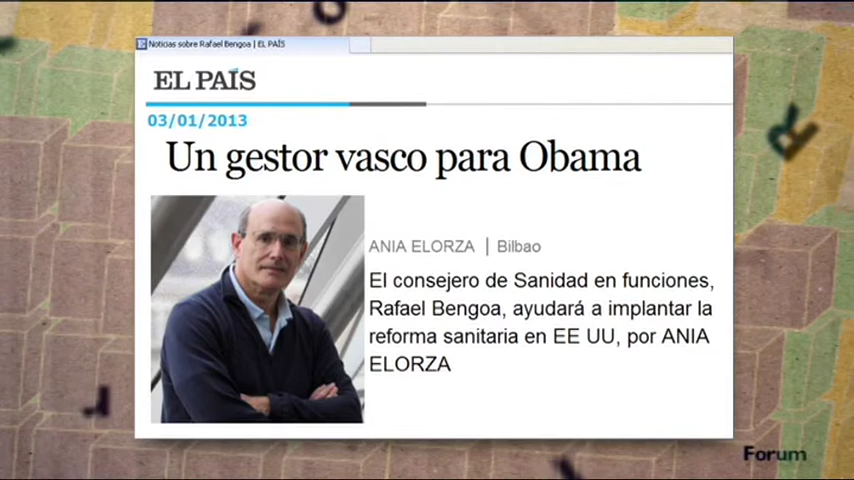 Noticias sobre Rafael Bengoa | EL PAÍS
EL PAÍS
03/01/2013
Un gestor vasco para Obama
ANIA ELORZA | Bilbao
El consejero de Sanidad en funciones,
Rafael Bengoa, ayudará a implantar la
reforma sanitaria en EE UU, por ANIA
ELORZA
Forum